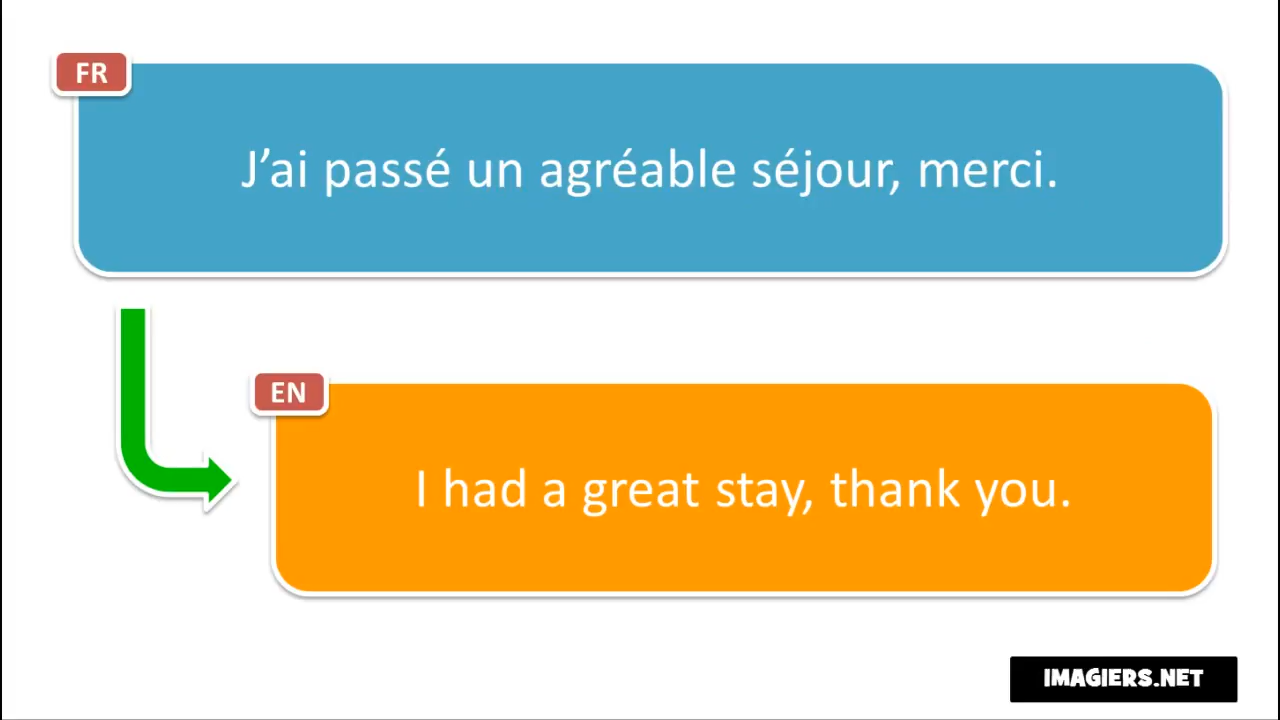 FR
J’ai passé un agréable séjour, merci.
EN
I had a great stay, thank you.
IMAGIERS.NET